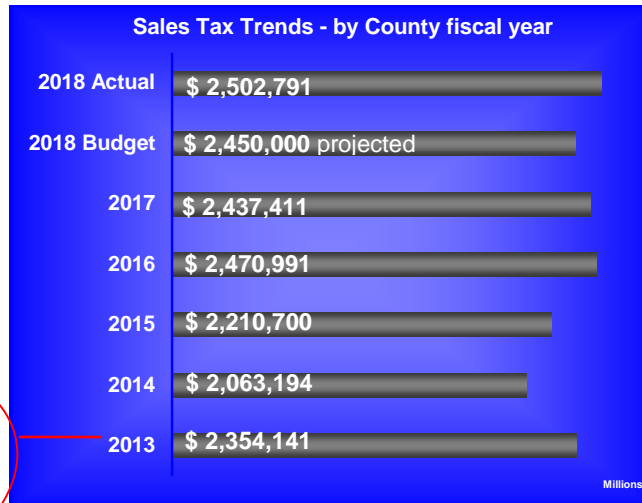 Sales Tax Trends - by County fiscal year
2018 Actual $ 2,502,791
2018 Budget $ 2,450,000 projected
2017 $ 2,437,411
2016 $ 2,470,991
2015 $ 2,210,700
2014 $ 2,063,194
2013 $ 2,354,141
Millions